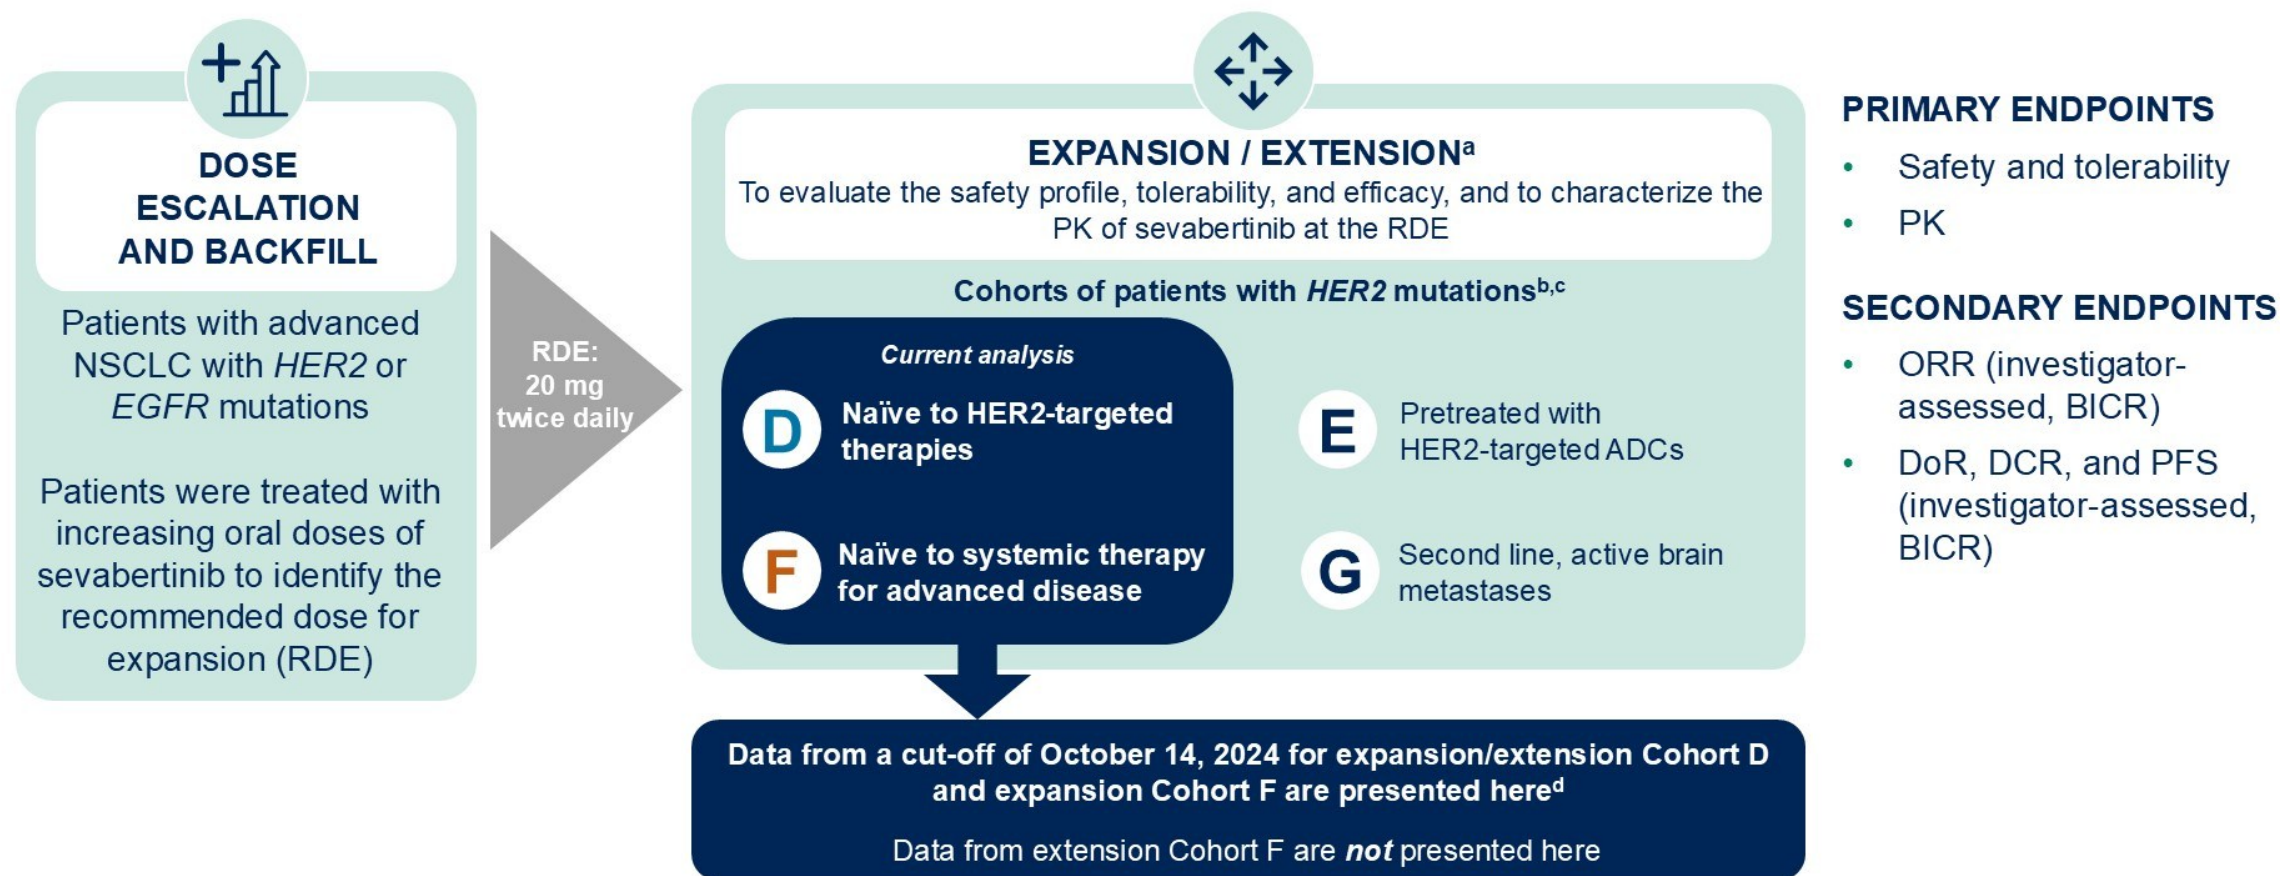 DOSE
ESCALATION
AND BACKFILL
Patients with advanced
NSCLC with HER2 or
EGFR mutations
Patients were treated with
increasing oral doses of
sevabertinib to identify the
recommended dose for
expansion (RDE)
RDE:
20 mg
twice daily
EXPANSION / EXTENSIONᵃ
To evaluate the safety profile, tolerability, and efficacy, and to characterize the
PK of sevabertinib at the RDE
Cohorts of patients with HER2 mutationsᵇ,ᶜ
Current analysis
D
Naïve to HER2-targeted
therapies
F
Naïve to systemic therapy
for advanced disease
E
Pretreated with
HER2-targeted ADCs
G
Second line, active brain
metastases
Data from a cut-off of October 14, 2024 for expansion/extension Cohort D
and expansion Cohort F are presented hereᵈ
Data from extension Cohort F are not presented here
PRIMARY ENDPOINTS
• Safety and tolerability
• PK
SECONDARY ENDPOINTS
• ORR (investigator-
assessed, BICR)
• DoR, DCR, and PFS
(investigator-assessed,
BICR)